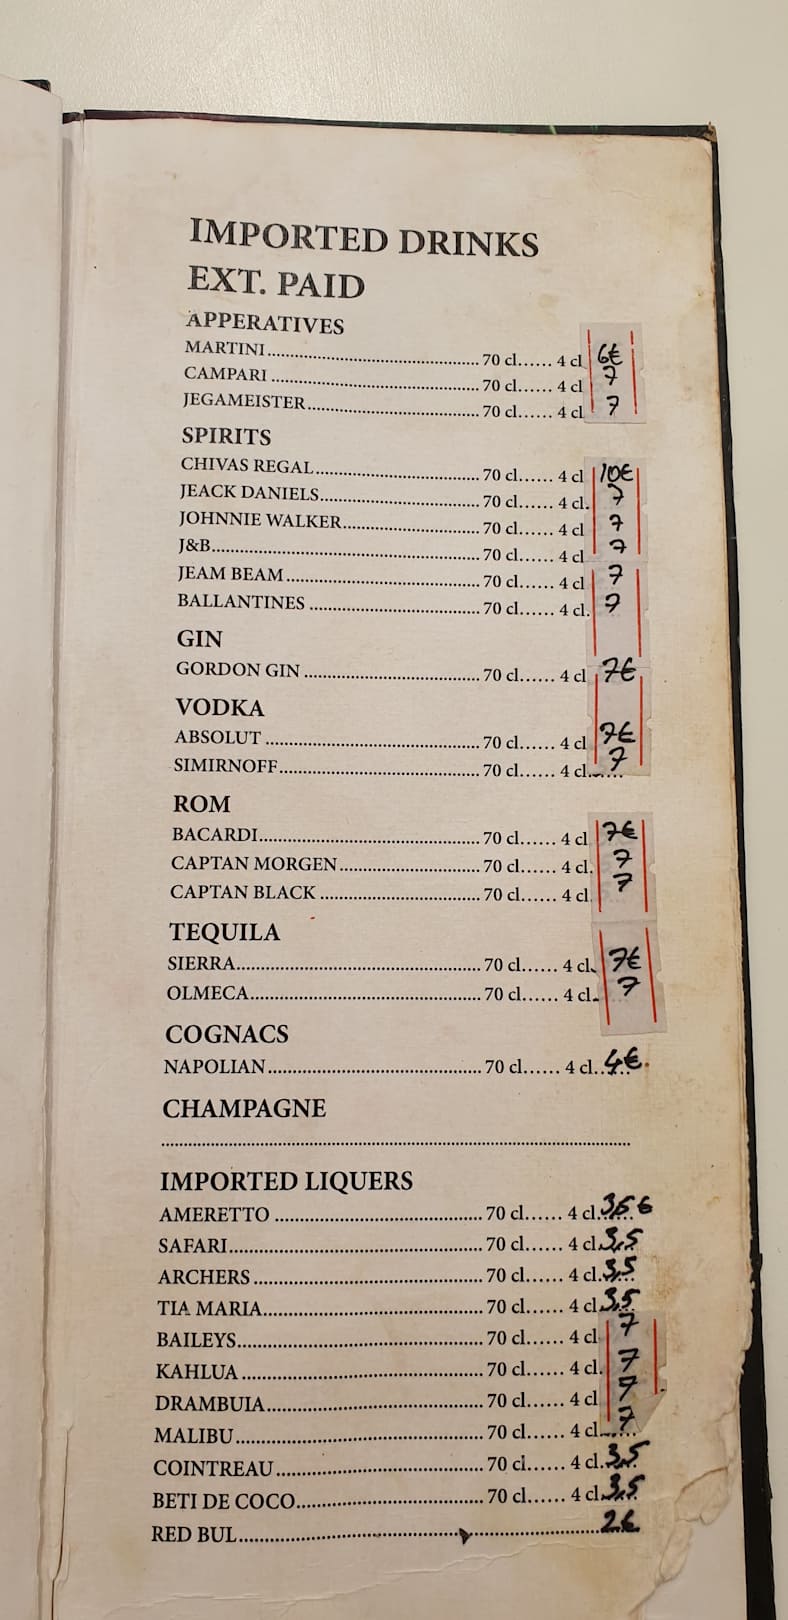 IMPORTED DRINKS
EXT. PAID
APPERATIVES
MARTINI........................................ 70 cl...... 4 cl 6€
CAMPARI ........................................ 70 cl...... 4 cl 7
JEGAMEISTER................................ 70 cl...... 4 cl. 7
SPIRITS
CHIVAS REGAL............................... 70 cl...... 4 cl 10€
JEACK DANIELS.............................. 70 cl...... 4 cl. 7
JOHNNIE WALKER......................... 70 cl...... 4 cl 7
J&B................................................... 70 cl...... 4 cl 7
JEAM BEAM..................................... 70 cl...... 4 cl 7
BALLANTINES ................................ 70 cl...... 4 cl. 7
GIN
GORDON GIN ................................. 70 cl...... 4 cl 7€
VODKA
ABSOLUT ........................................ 70 cl...... 4 cl 7€
SIMIRNOFF..................................... 70 cl...... 4 cl...... 7
ROM
BACARDI......................................... 70 cl...... 4 cl 7€
CAPTAN MORGEN.......................... 70 cl...... 4 cl. 7
CAPTAN BLACK .............................. 70 cl...... 4 cl. 7
TEQUILA
SIERRA............................................. 70 cl...... 4 cl. 7€
OLMECA.......................................... 70 cl...... 4 cl.. 7
COGNACS
NAPOLIAN....................................... 70 cl...... 4 cl...... 4€
CHAMPAGNE
........................................................................................
IMPORTED LIQUERS
AMERETTO ..................................... 70 cl...... 4 cl...... 3,5 €
SAFARI............................................. 70 cl...... 4 cl...... 3,5
ARCHERS ........................................ 70 cl...... 4 cl...... 3,5
TIA MARIA....................................... 70 cl...... 4 cl...... 3,5
BAILEYS........................................... 70 cl...... 4 cl 7
KAHLUA .......................................... 70 cl...... 4 cl. 7
DRAMBUIA...................................... 70 cl...... 4 cl 7
MALIBU........................................... 70 cl...... 4 cl...... 7
COINTREAU .................................... 70 cl...... 4 cl...... 3,5
BETI DE COCO................................. 70 cl...... 4 cl...... 3,5
RED BUL.......................................................................... 2€